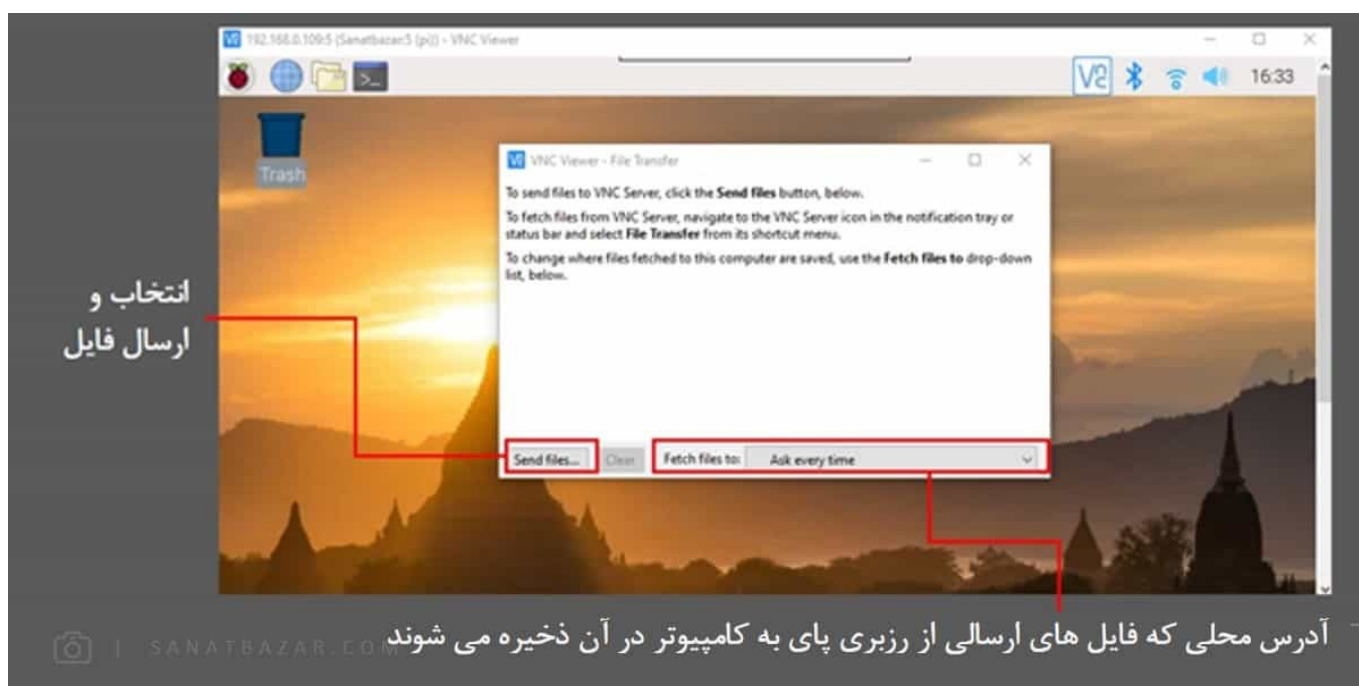 192.168.0.109:5 (Sanatbazar:5 (pi)) - VNC Viewer
16:33
Trash
VNC Viewer - File Transfer
To send files to VNC Server, click the Send files button, below.
To fetch files from VNC Server, navigate to the VNC Server icon in the notification tray or
status bar and select File Transfer from its shortcut menu.
To change where files fetched to this computer are saved, use the Fetch files to drop-down
list, below.
انتخاب و
ارسال فایل
Send files... Clear Fetch files to: Ask every time
آدرس محلی که فایل های ارسالی از رزبری پای به کامپیوتر در آن ذخیره می شوند
SANATBAZAR.COM